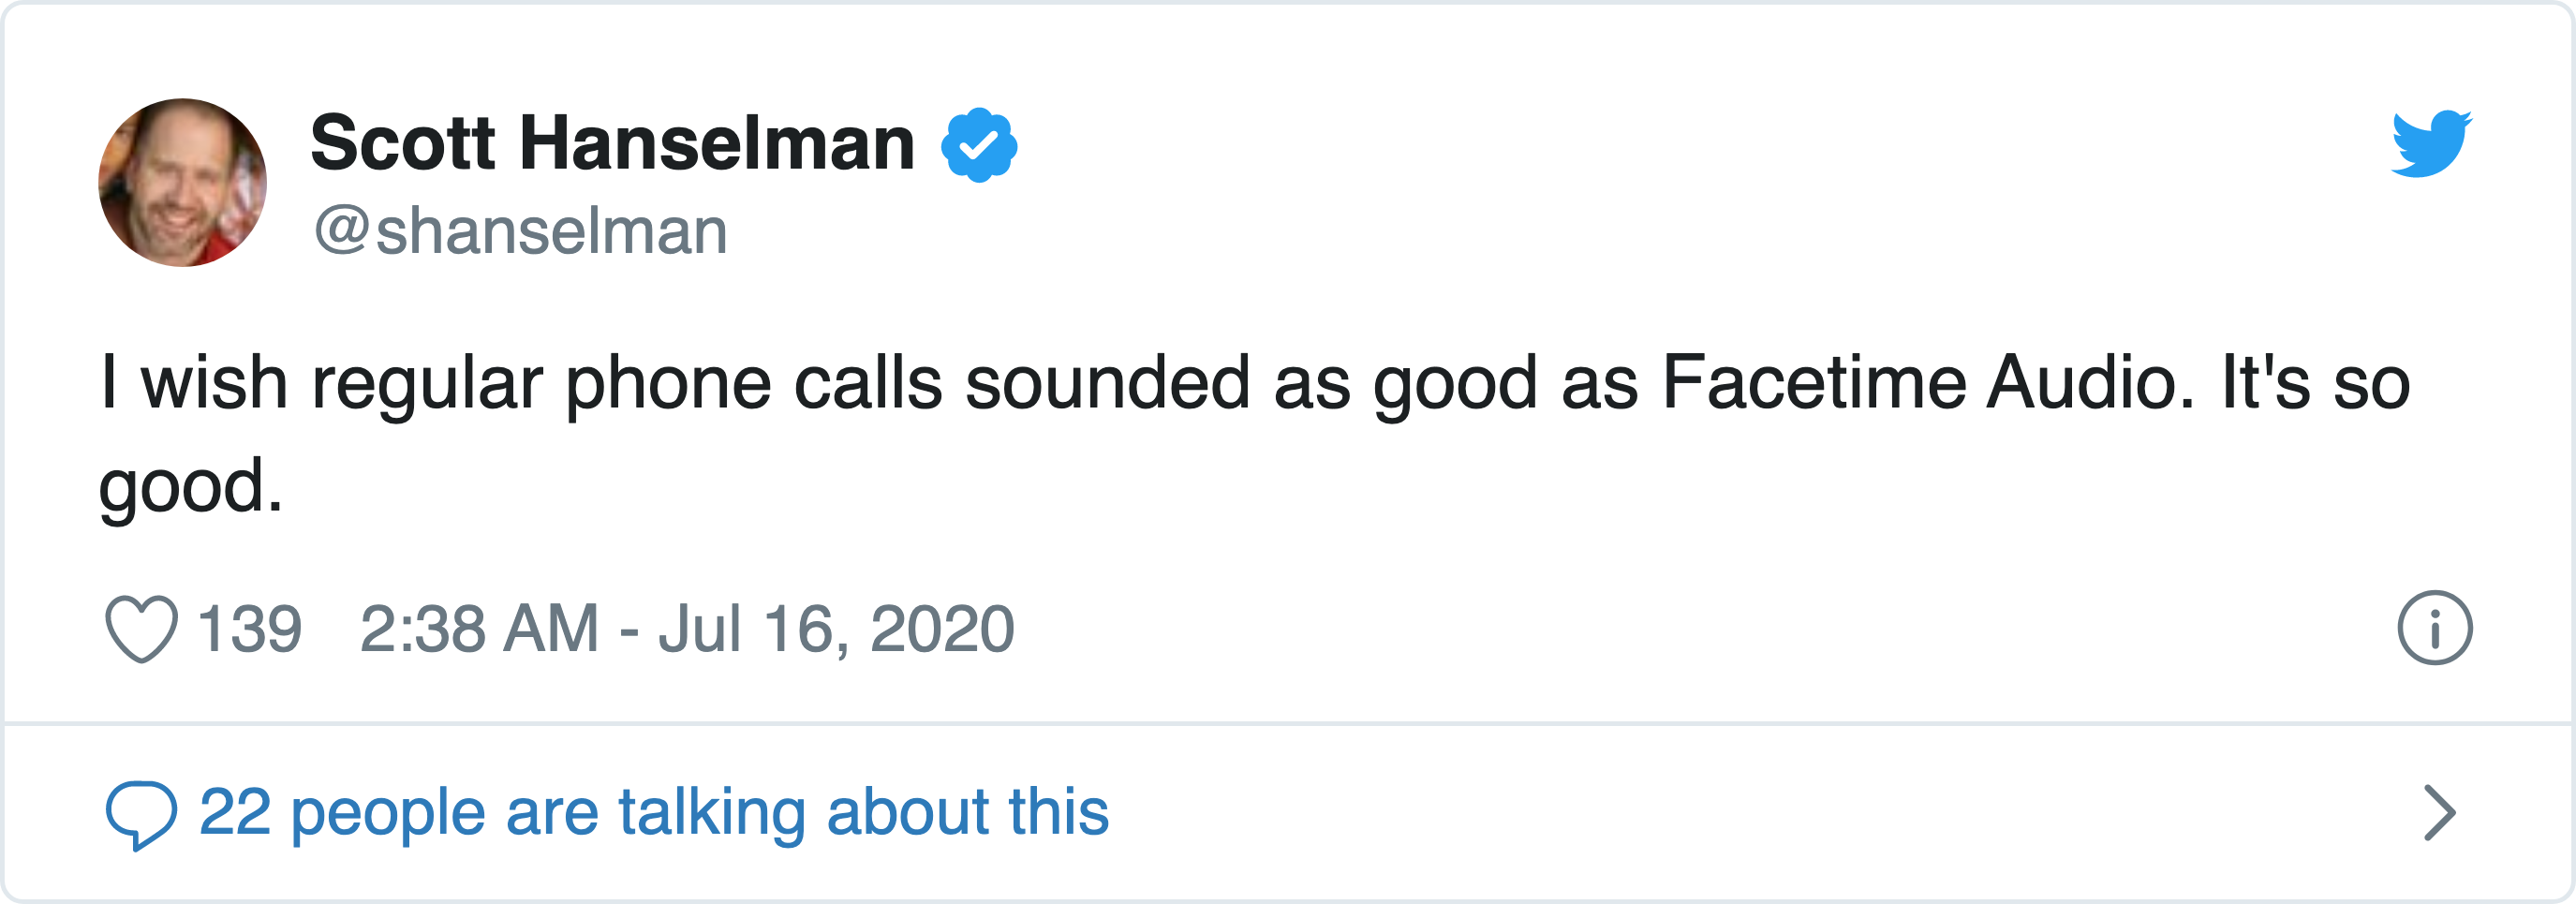 Scott Hanselman
@shanselman
I wish regular phone calls sounded as good as Facetime Audio. It's so
good.
139 2:38 AM - Jul 16, 2020
22 people are talking about this